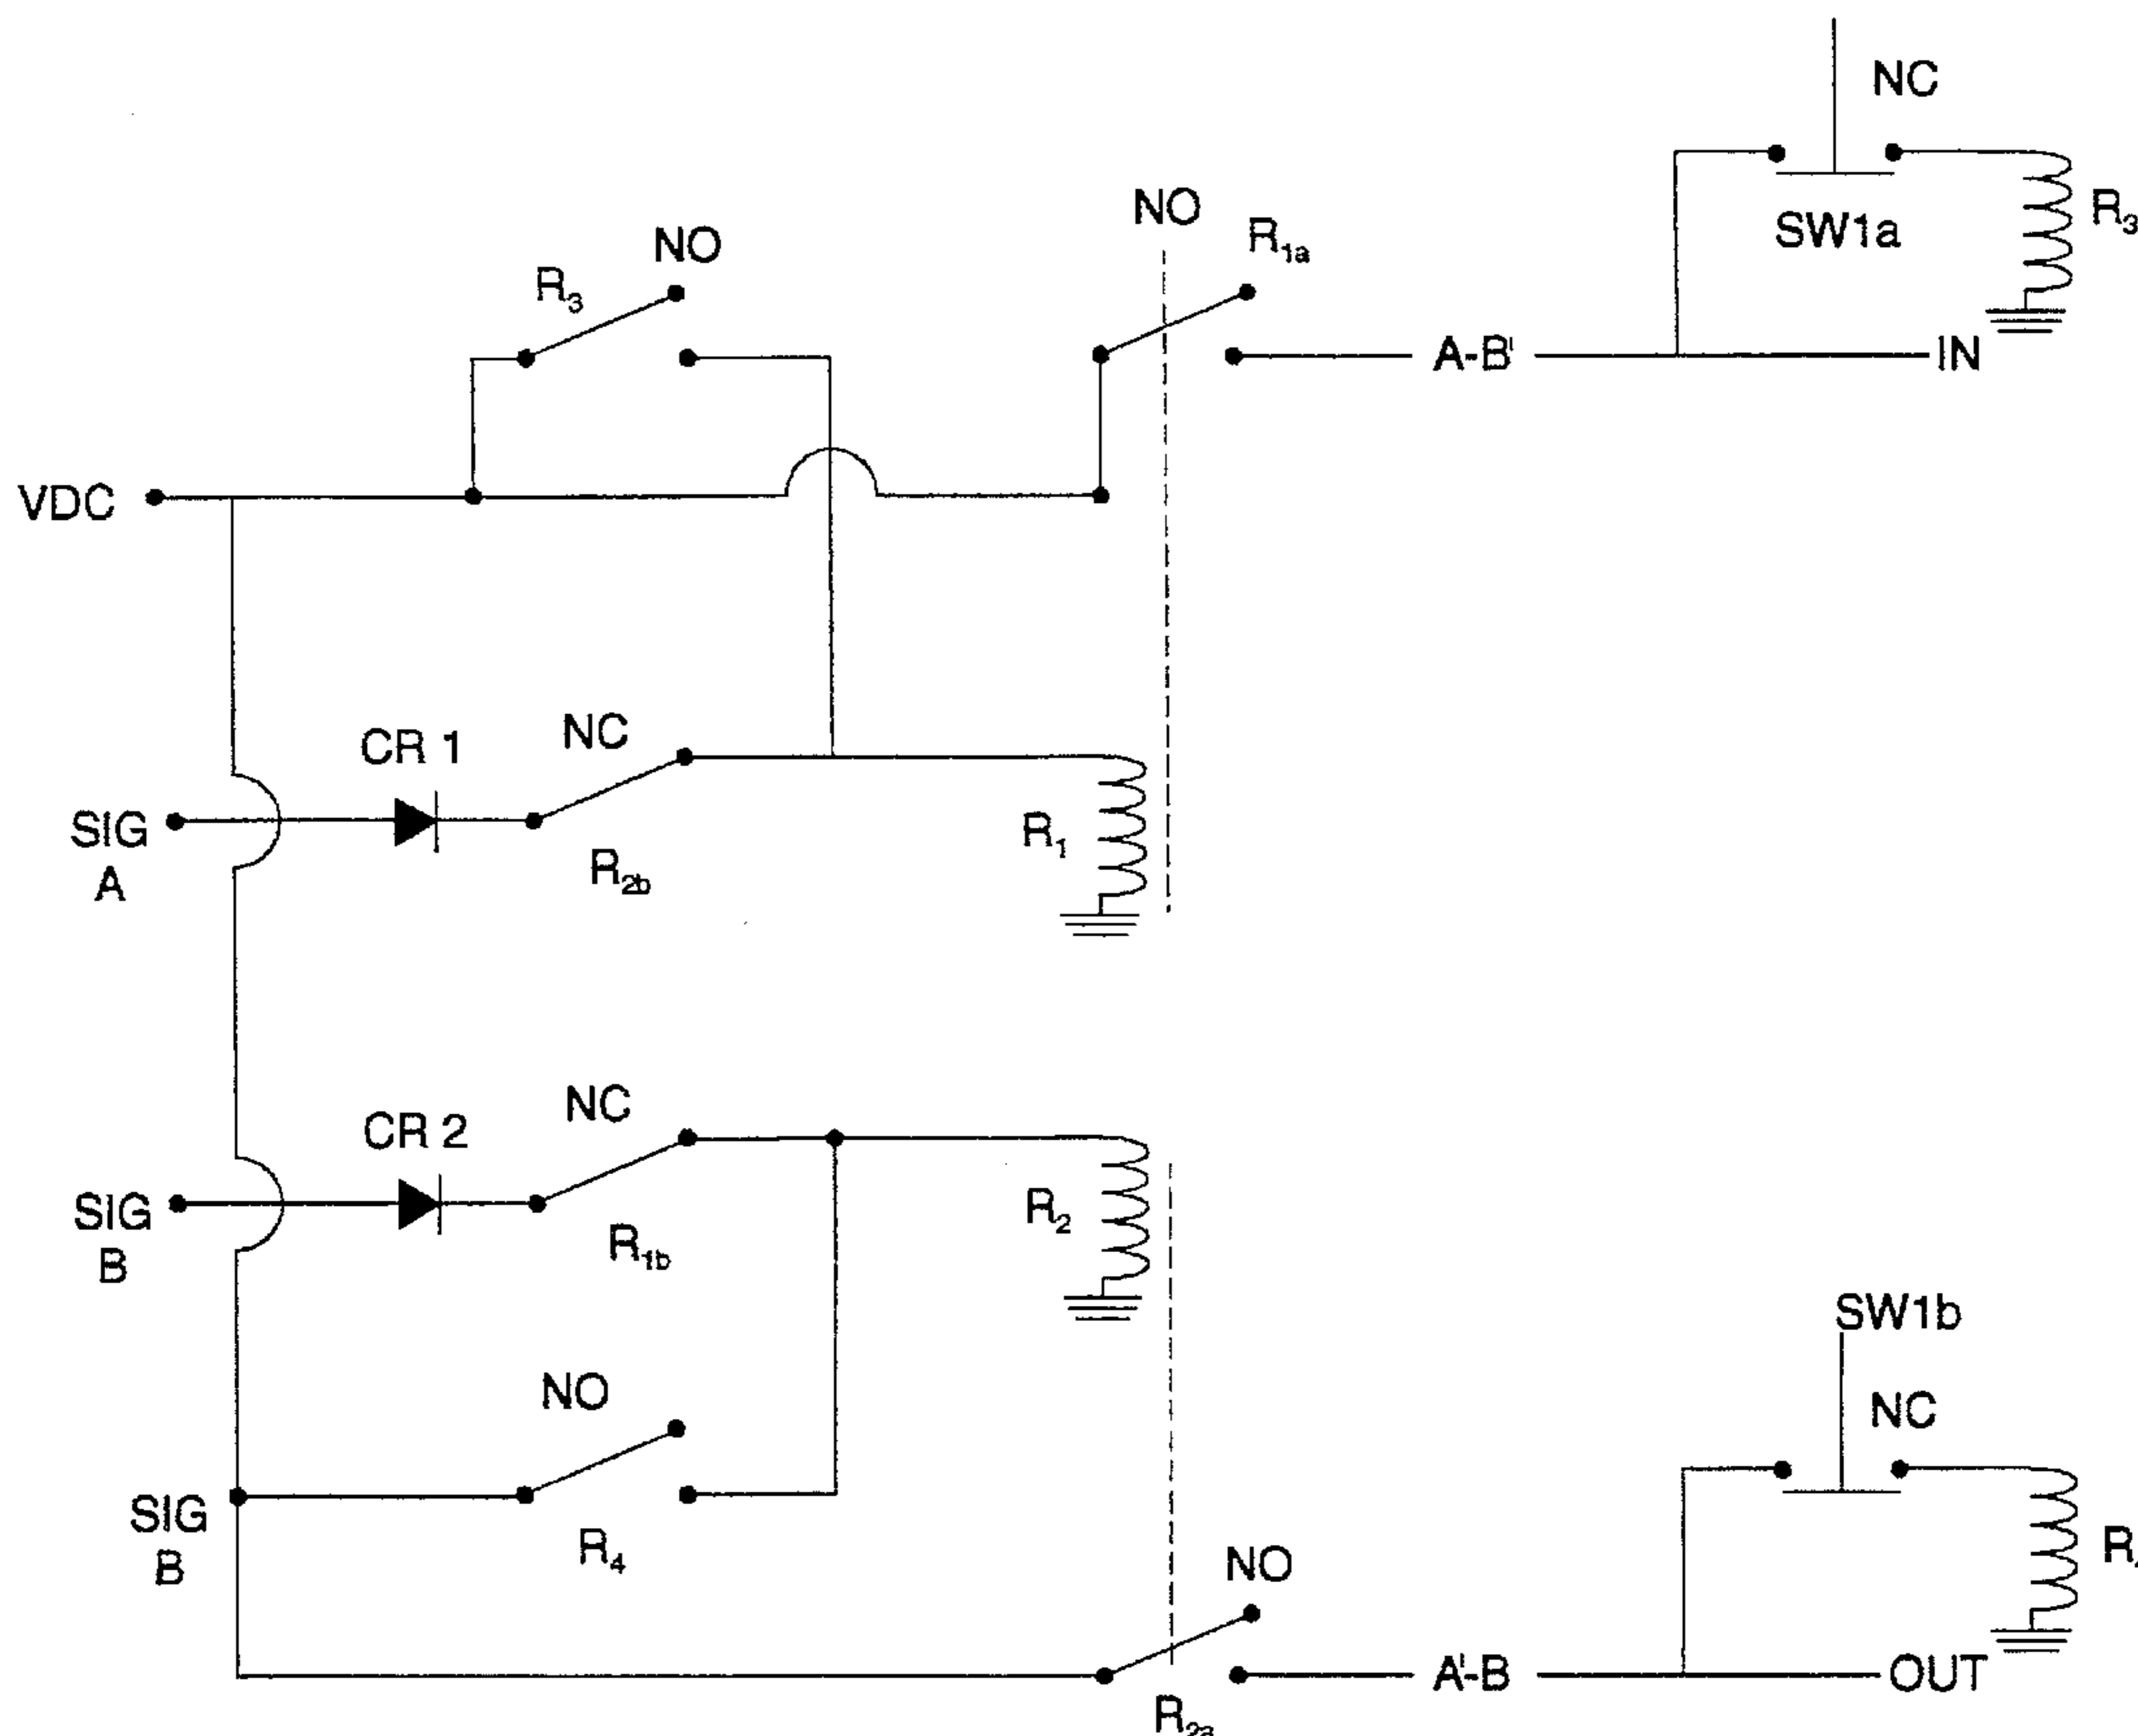 NC
SW1a
R₃
NO
R₃
NO
R₁ₐ
A-B'
IN
VDC
CR 1
NC
SIG
A
R₂b
R₁
CR 2
NC
SIG
B
R₁b
R₂
SW1b
NO
NC
SIG
B
R₄
NO
R₂ₐ
A'-B
OUT